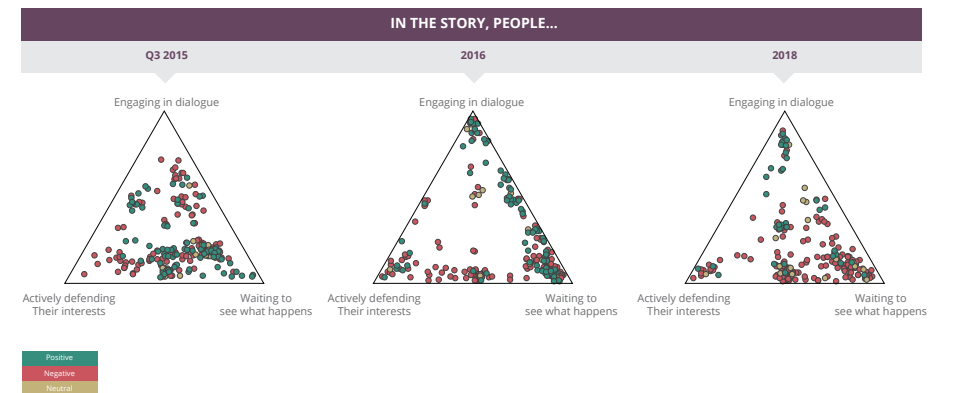 IN THE STORY, PEOPLE...
Q3 2015
2016
2018
Engaging in dialogue
Engaging in dialogue
Engaging in dialogue
Actively defending
Their interests
Waiting to
see what happens
Actively defending
Their interests
Waiting to
see what happens
Actively defending
Their interests
Waiting to
see what happens
Positive
Negative
Neutral